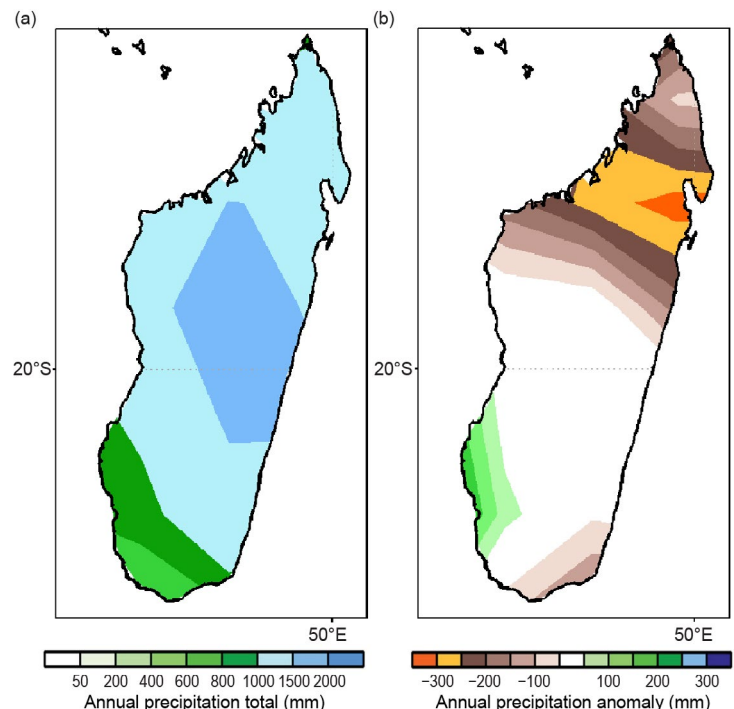 (a)
(b)
20°S
20°S
50°E
50°E
50 200 400 600 800 1000 1500 2000
−300 −200 −100 100 200 300
Annual precipitation total (mm)
Annual precipitation anomaly (mm)